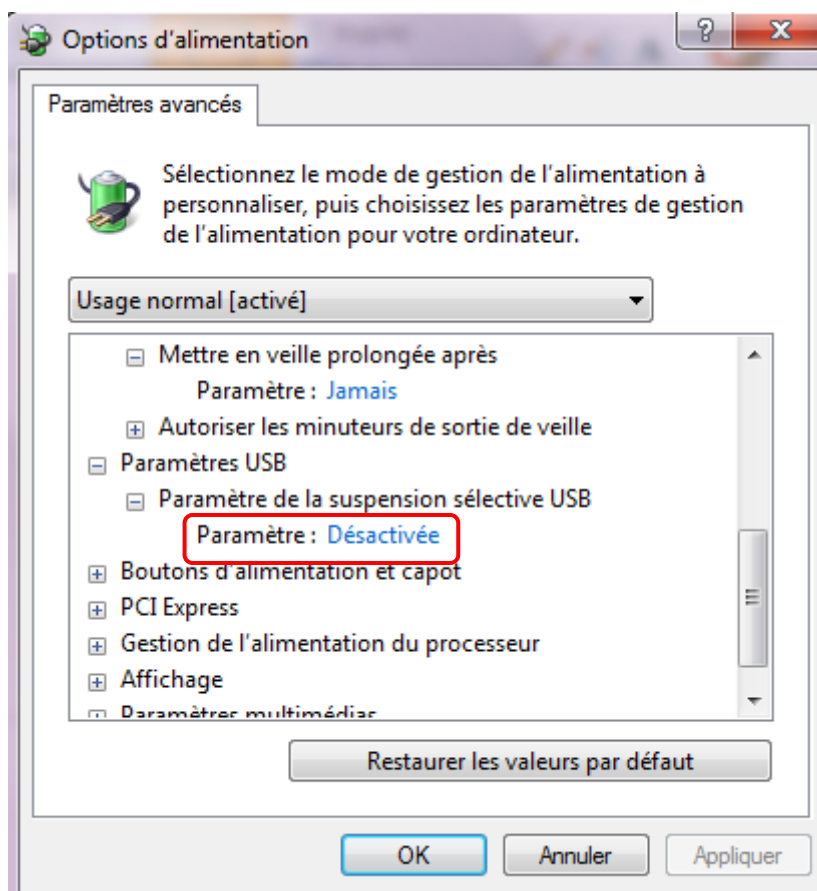 Options d'alimentation
Paramètres avancés
Sélectionnez le mode de gestion de l'alimentation à
personnaliser, puis choisissez les paramètres de gestion
de l'alimentation pour votre ordinateur.
Usage normal [activé]
Mettre en veille prolongée après
Paramètre : Jamais
Autoriser les minuteurs de sortie de veille
Paramètres USB
Paramètre de la suspension sélective USB
Paramètre : Désactivée
Boutons d'alimentation et capot
PCI Express
Gestion de l'alimentation du processeur
Affichage
Paramètres multimédias
Restaurer les valeurs par défaut
OK
Annuler
Appliquer